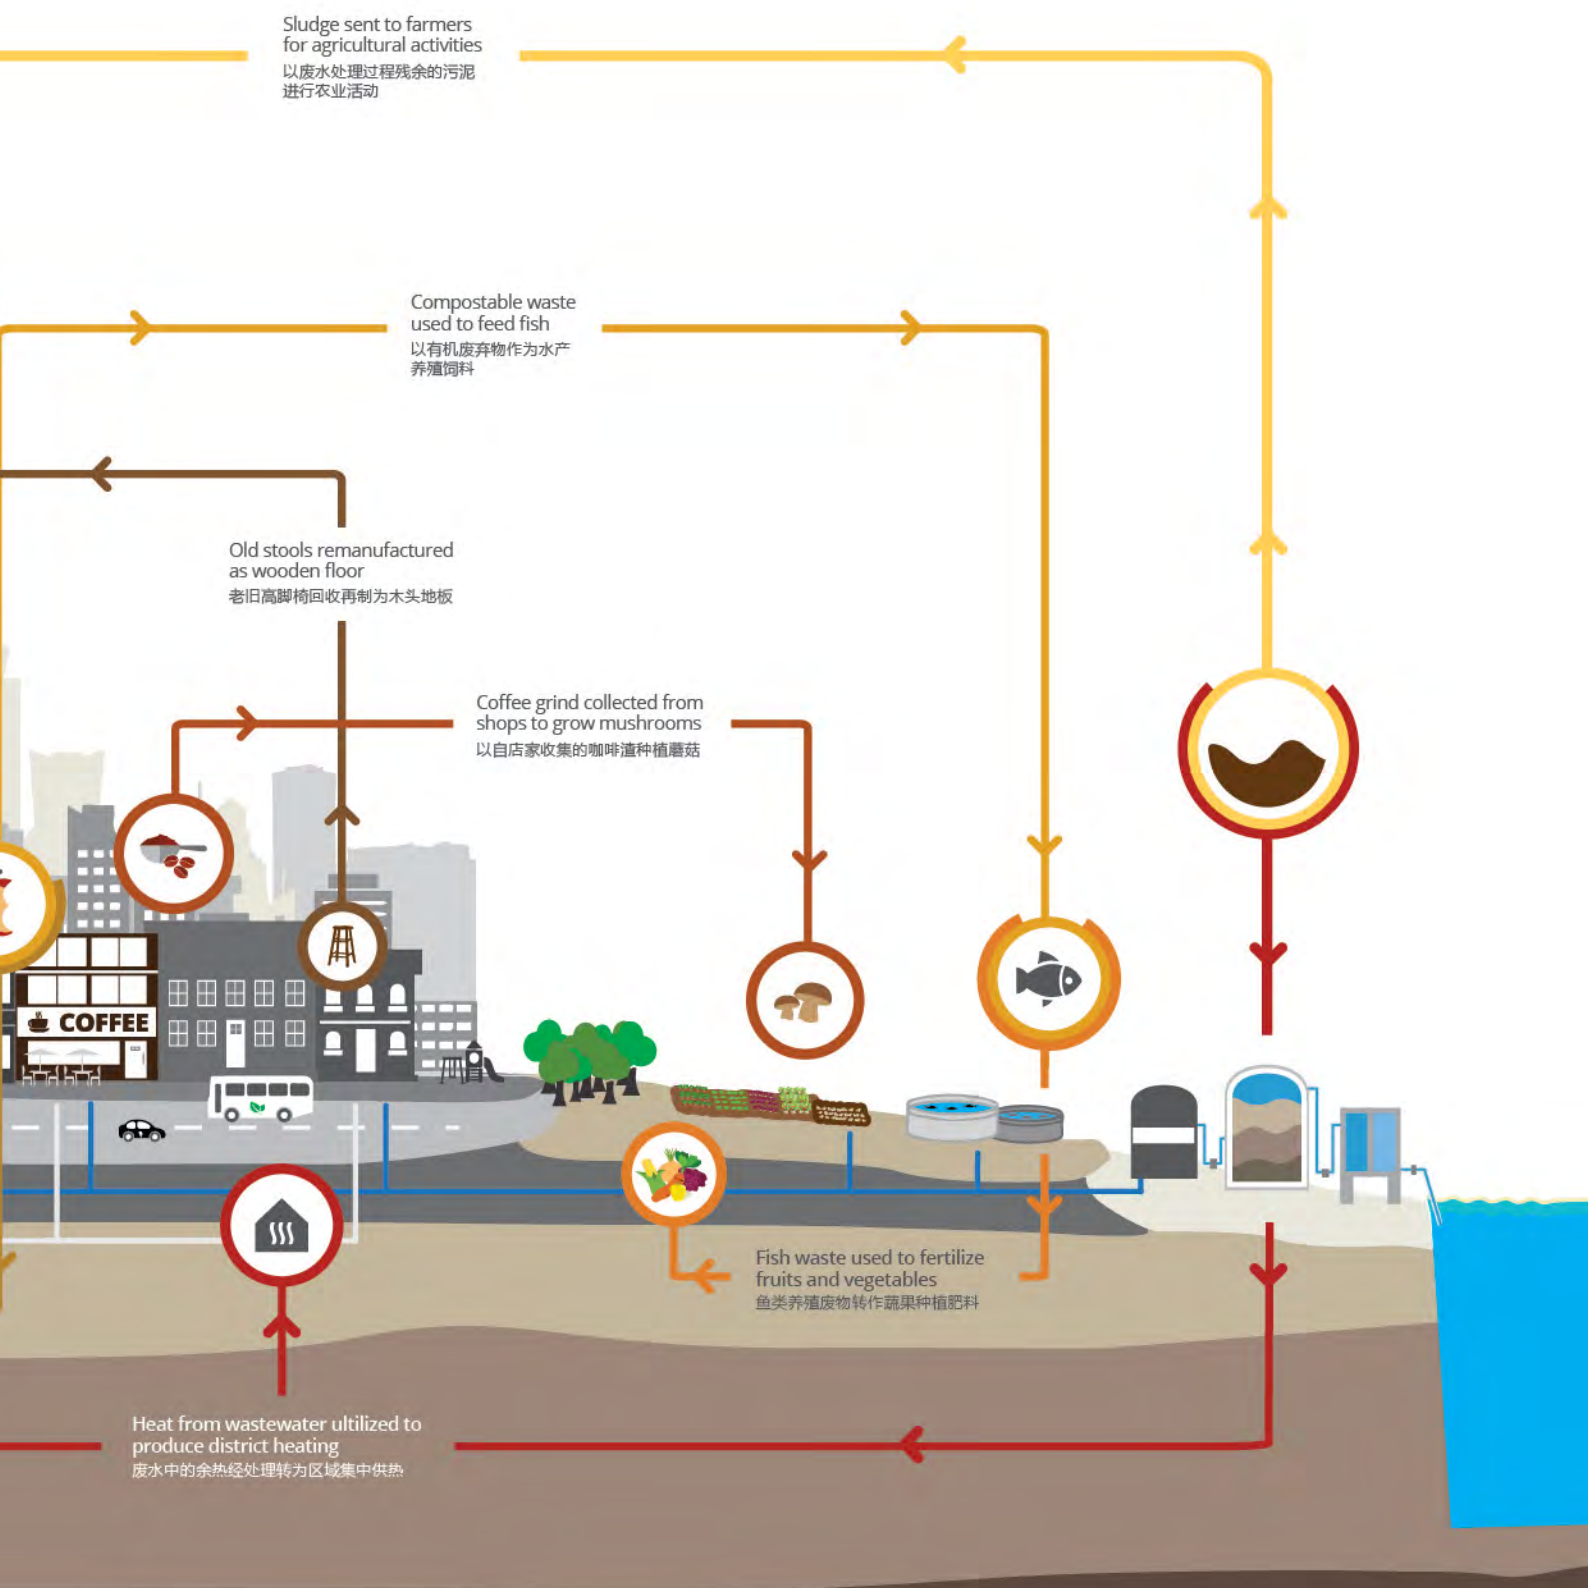 Sludge sent to farmers
for agricultural activities
以废水处理过程残余的污泥
进行农业活动
Compostable waste
used to feed fish
以有机废弃物作为水产
养殖饲料
Old stools remanufactured
as wooden floor
老旧高脚椅回收再制为木头地板
Coffee grind collected from
shops to grow mushrooms
以自店家收集的咖啡渣种植蘑菇
COFFEE
Fish waste used to fertilize
fruits and vegetables
鱼类养殖废物转作蔬果种植肥料
Heat from wastewater ultilized to
produce district heating
废水中的余热经处理转为区域集中供热